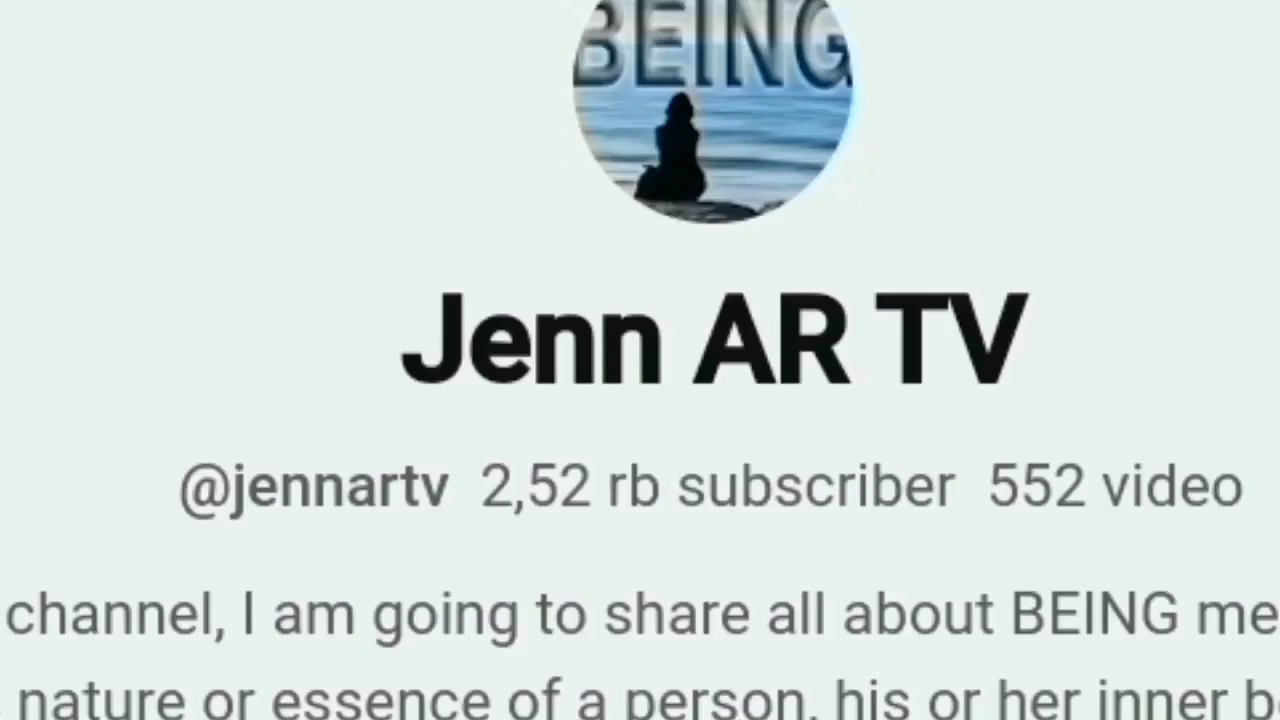 BEING
Jenn AR TV
@jennartv 2,52 rb subscriber 552 video
channel, I am going to share all about BEING me
nature or essence of a person, his or her inner b